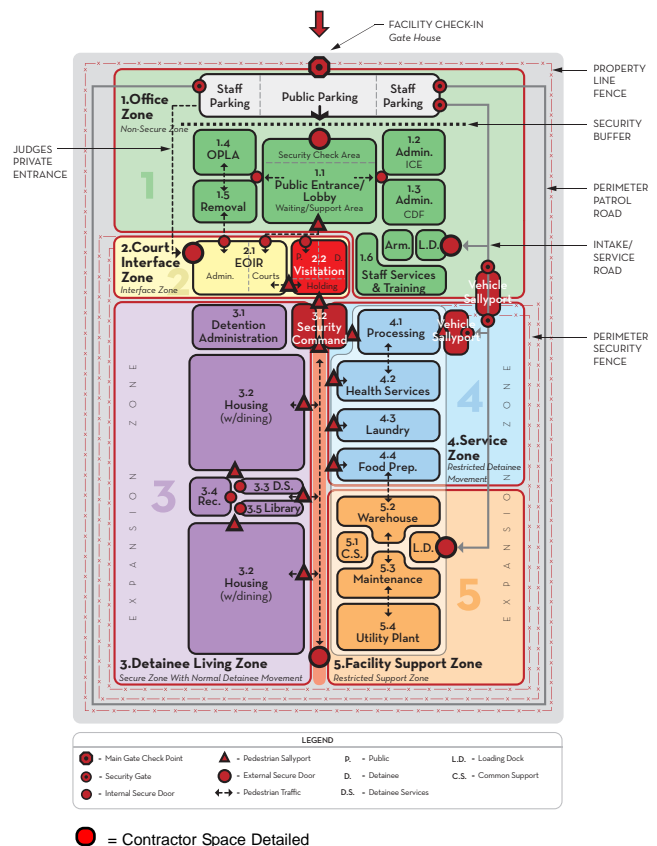 FACILITY CHECK-IN
Gate House
PROPERTY
LINE
FENCE
SECURITY
BUFFER
JUDGES
PRIVATE
ENTRANCE
PERIMETER
PATROL
ROAD
INTAKE/
SERVICE
ROAD
PERIMETER
SECURITY
FENCE
1.Office
Zone
Non-Secure Zone
1
Staff
Parking
Public Parking
Staff
Parking
1.4
OPLA
1.5
Removal
Security Check Area
1.1
Public Entrance/
Lobby
Waiting/Support Area
1.2
Admin.
ICE
1.3
Admin.
CDF
1.6
Arm.
L.D.
Staff Services
& Training
2.Court
Interface
Zone
Interface Zone
2
2.1
EOIR
Admin.
Courts
2.2
Visitation
P.
D.
Holding
Vehicle
Sallyport
Vehicle
Sallyport
3.1
Detention
Administration
3.2
Security
Command
3.2
Housing
(w/dining)
3.3 D.S.
3.4
Rec.
3.5 Library
3.2
Housing
(w/dining)
3
EXPANSION ZONE
3.Detainee Living Zone
Secure Zone With Normal Detainee Movement
4.1
Processing
4.2
Health Services
4.3
Laundry
4.4
Food Prep.
4
4.Service
Zone
Restricted Detainee
Movement
EXPANSION ZONE
5.2
Warehouse
5.1
C.S.
L.D.
5.3
Maintenance
5.4
Utility Plant
5
5.Facility Support Zone
Restricted Support Zone
LEGEND
- Main Gate Check Point
- Security Gate
- Internal Secure Door
- Pedestrian Sallyport
- External Secure Door
- Pedestrian Traffic
P. - Public
D. - Detainee
D.S. - Detainee Services
L.D. - Loading Dock
C.S. - Common Support
= Contractor Space Detailed